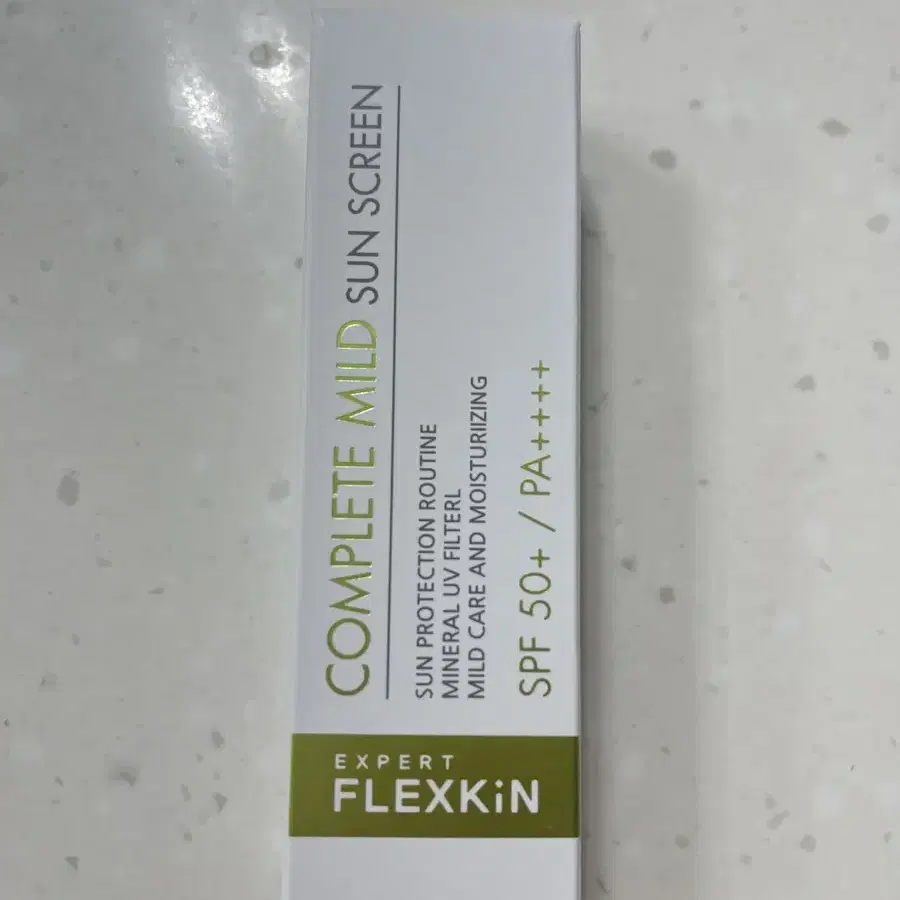 COMPLETE MILD SUN SCREEN
SUN PROTECTION ROUTINE
MINERAL UV FILTERL
MILD CARE AND MOISTURIIZING
SPF 50+ / PA++++
EXPERT
FLEXKiN